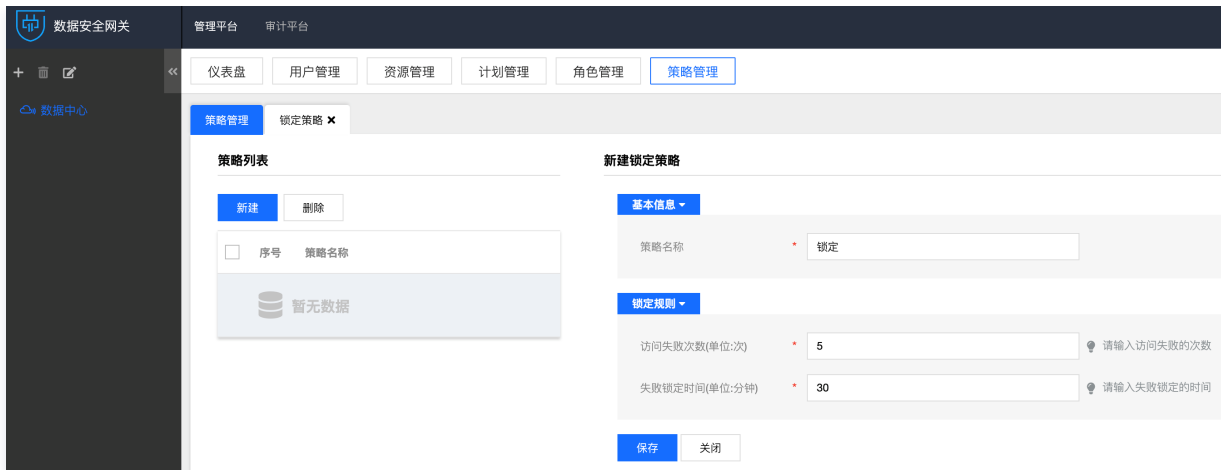 数据安全网关
管理平台 审计平台
仪表盘 用户管理 资源管理 计划管理 角色管理 策略管理
数据中心
策略管理 锁定策略
策略列表
新建 删除
序号 策略名称
暂无数据
新建锁定策略
基本信息
策略名称 * 锁定
锁定规则
访问失败次数(单位:次) * 5 请输入访问失败的次数
失败锁定时间(单位:分钟) * 30 请输入失败锁定的时间
保存 关闭